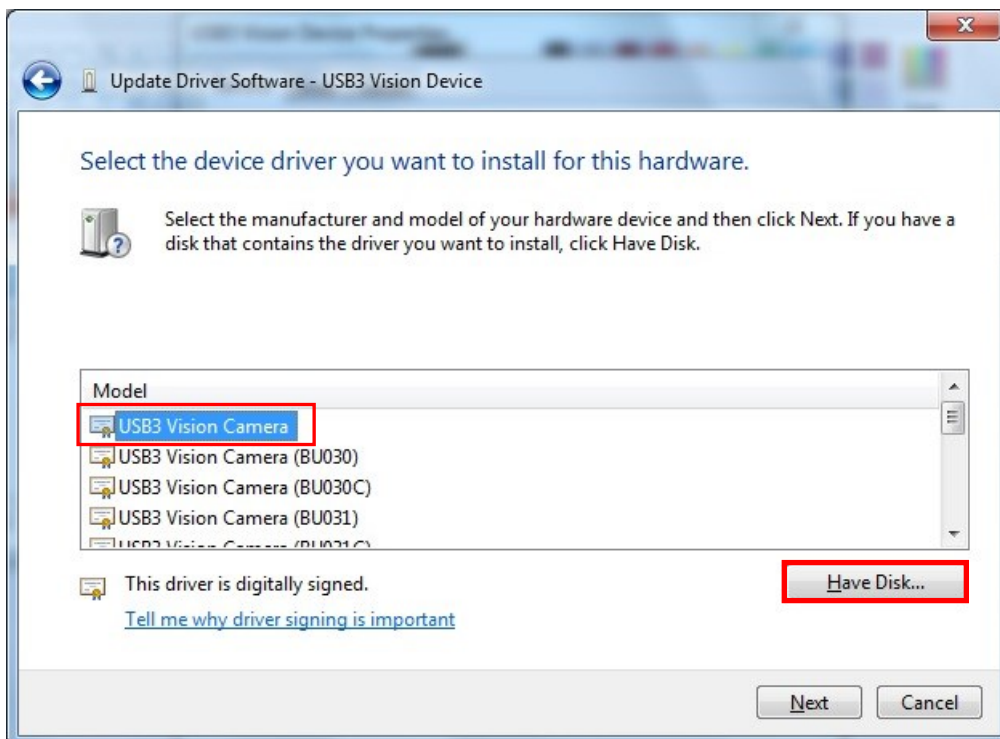 Update Driver Software - USB3 Vision Device
Select the device driver you want to install for this hardware.
Select the manufacturer and model of your hardware device and then click Next. If you have a
disk that contains the driver you want to install, click Have Disk.
Model
USB3 Vision Camera
USB3 Vision Camera (BU030)
USB3 Vision Camera (BU030C)
USB3 Vision Camera (BU031)
USB3 Vision Camera (BU031C)
This driver is digitally signed.
Have Disk...
Tell me why driver signing is important
Next
Cancel